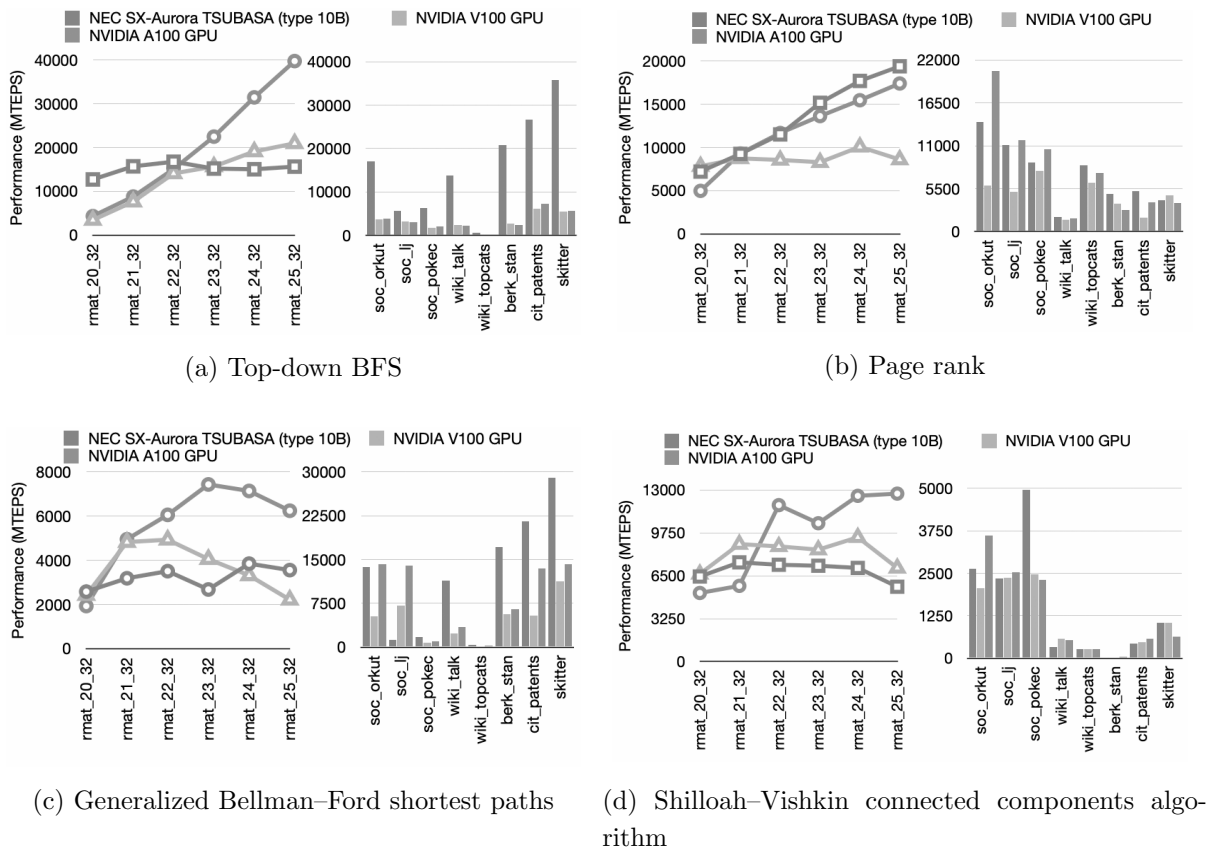 NEC SX-Aurora TSUBASA (type 10B) NVIDIA V100 GPU
NVIDIA A100 GPU
Performance (MTEPS)
40000
30000
20000
10000
0
rmat_20_32
rmat_21_32
rmat_22_32
rmat_23_32
rmat_24_32
rmat_25_32
40000
30000
20000
10000
0
soc_orkut
soc_lj
soc_pokec
wiki_talk
wiki_topcats
berk_stan
cit_patents
skitter
(a) Top-down BFS
NEC SX-Aurora TSUBASA (type 10B) NVIDIA V100 GPU
NVIDIA A100 GPU
Performance (MTEPS)
20000
15000
10000
5000
0
rmat_20_32
rmat_21_32
rmat_22_32
rmat_23_32
rmat_24_32
rmat_25_32
22000
16500
11000
5500
0
soc_orkut
soc_lj
soc_pokec
wiki_talk
wiki_topcats
berk_stan
cit_patents
skitter
(b) Page rank
NEC SX-Aurora TSUBASA (type 10B) NVIDIA V100 GPU
NVIDIA A100 GPU
Performance (MTEPS)
8000
6000
4000
2000
0
rmat_20_32
rmat_21_32
rmat_22_32
rmat_23_32
rmat_24_32
rmat_25_32
30000
22500
15000
7500
0
soc_orkut
soc_lj
soc_pokec
wiki_talk
wiki_topcats
berk_stan
cit_patents
skitter
(c) Generalized Bellman–Ford shortest paths
NEC SX-Aurora TSUBASA (type 10B) NVIDIA V100 GPU
NVIDIA A100 GPU
Performance (MTEPS)
13000
9750
6500
3250
0
rmat_20_32
rmat_21_32
rmat_22_32
rmat_23_32
rmat_24_32
rmat_25_32
5000
3750
2500
1250
0
soc_orkut
soc_lj
soc_pokec
wiki_talk
wiki_topcats
berk_stan
cit_patents
skitter
(d) Shilloah–Vishkin connected components algo-
rithm